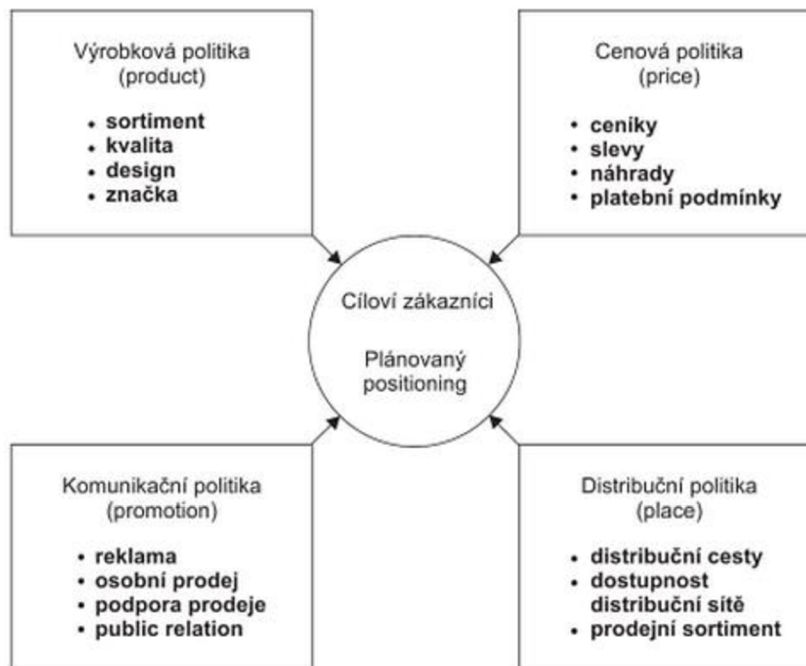 Výrobková politika
(product)
• sortiment
• kvalita
• design
• značka
Cenová politika
(price)
• ceníky
• slevy
• náhrady
• platební podmínky
Cíloví zákazníci
Plánovaný
positioning
Komunikační politika
(promotion)
• reklama
• osobní prodej
• podpora prodeje
• public relation
Distribuční politika
(place)
• distribuční cesty
• dostupnost
distribuční sítě
• prodejní sortiment